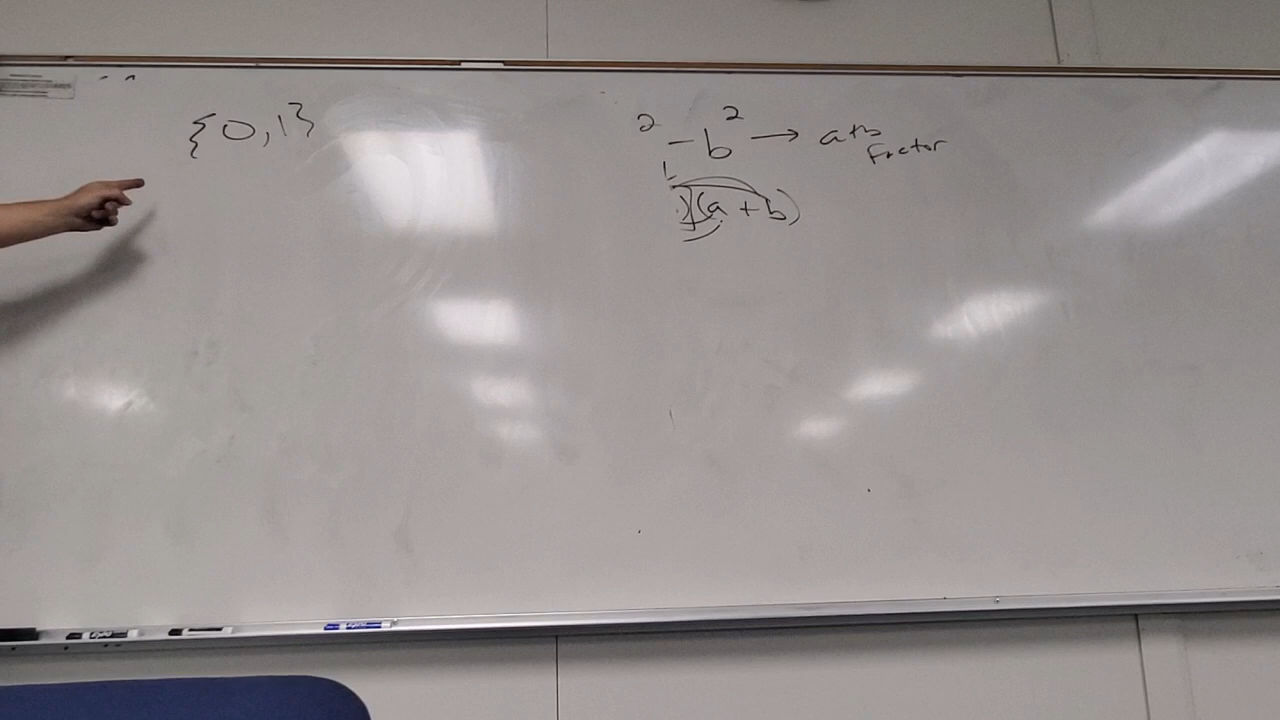 {0,1}
2 - b² → a+b
Factor
)(a + b)